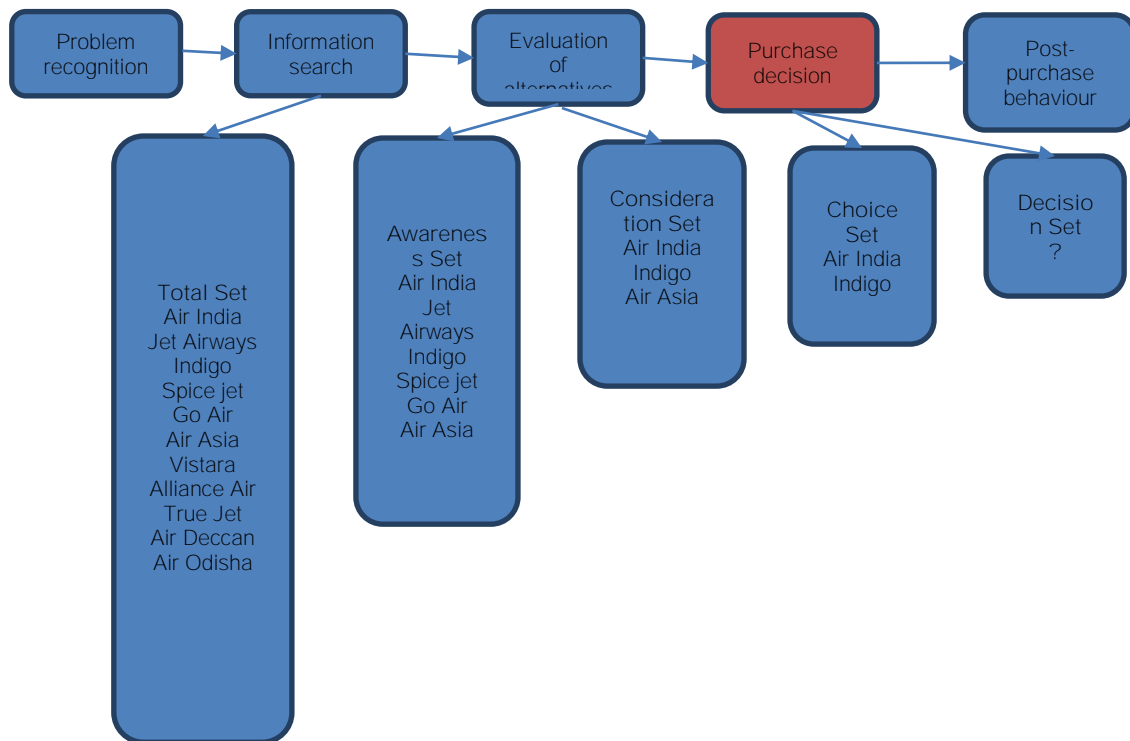 Problem
recognition
Information
search
Evaluation
of
alternatives
Purchase
decision
Post-
purchase
behaviour
Total Set
Air India
Jet Airways
Indigo
Spice jet
Go Air
Air Asia
Vistara
Alliance Air
True Jet
Air Deccan
Air Odisha
Awarenes
s Set
Air India
Jet
Airways
Indigo
Spice jet
Go Air
Air Asia
Considera
tion Set
Air India
Indigo
Air Asia
Choice
Set
Air India
Indigo
Decisio
n Set
?